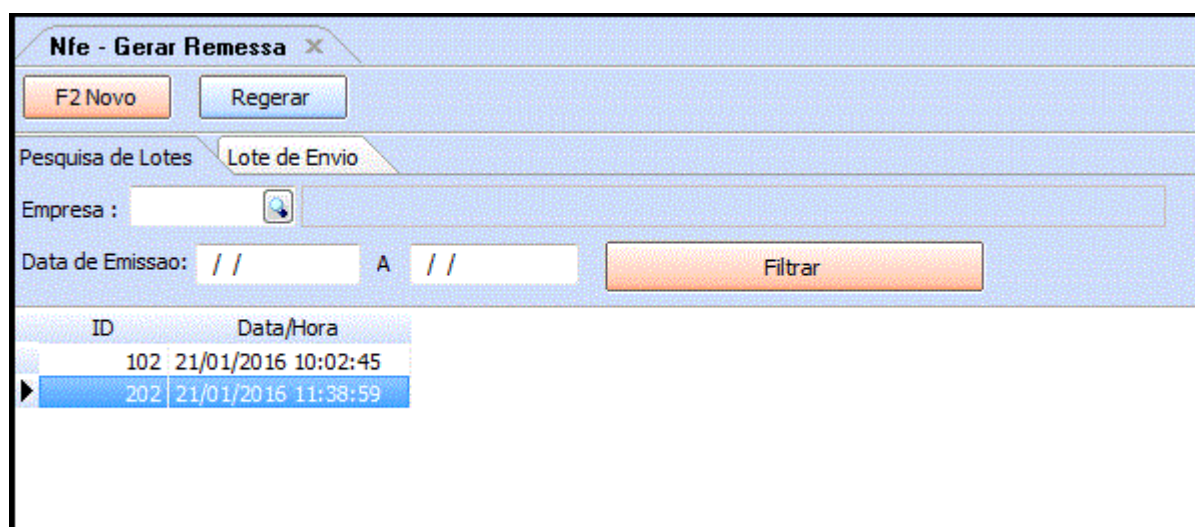 Nfe - Gerar Remessa
F2 Novo Regerar
Pesquisa de Lotes Lote de Envio
Empresa :
Data de Emissao: / / A / / Filtrar
ID Data/Hora
102 21/01/2016 10:02:45
202 21/01/2016 11:38:59